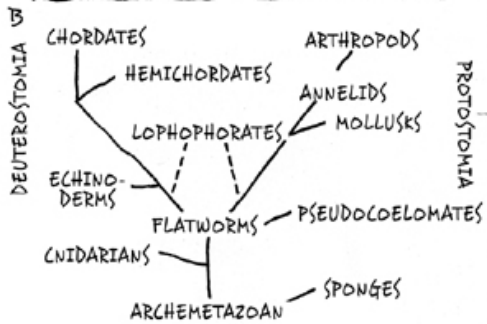 B
CHORDATES
ARTHROPODS
HEMICHORDATES
ANNELIDS
LOPHOPHORATES
MOLLUSKS
DEUTEROSTOMIA
PROTOSTOMIA
ECHINO-
DERMS
FLATWORMS
PSEUDOCOELOMATES
CNIDARIANS
SPONGES
ARCHEMETAZOAN